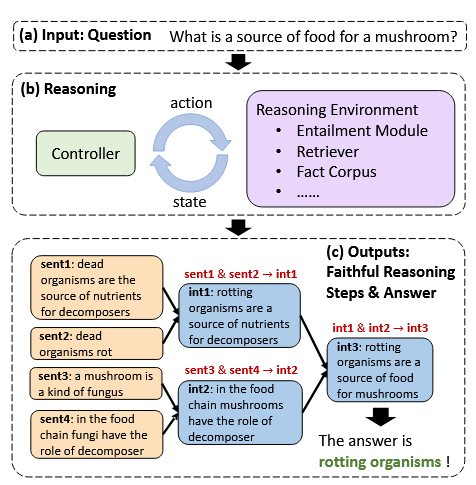 (a) Input: Question What is a source of food for a mushroom?
(b) Reasoning
Controller
action
state
Reasoning Environment
• Entailment Module
• Retriever
• Fact Corpus
• ......
(c) Outputs:
Faithful Reasoning
Steps & Answer
sent1: dead
organisms are the
source of nutrients
for decomposers
sent2: dead
organisms rot
sent3: a mushroom is
a kind of fungus
sent4: in the food
chain fungi have the
role of decomposer
sent1 & sent2 → int1
int1: rotting
organisms are a
source of nutrients
for decomposers
sent3 & sent4 → int2
int2: in the food
chain mushrooms
have the role of
decomposer
int1 & int2 → int3
int3: rotting
organisms are a
source of food
for mushrooms
The answer is
rotting organisms !